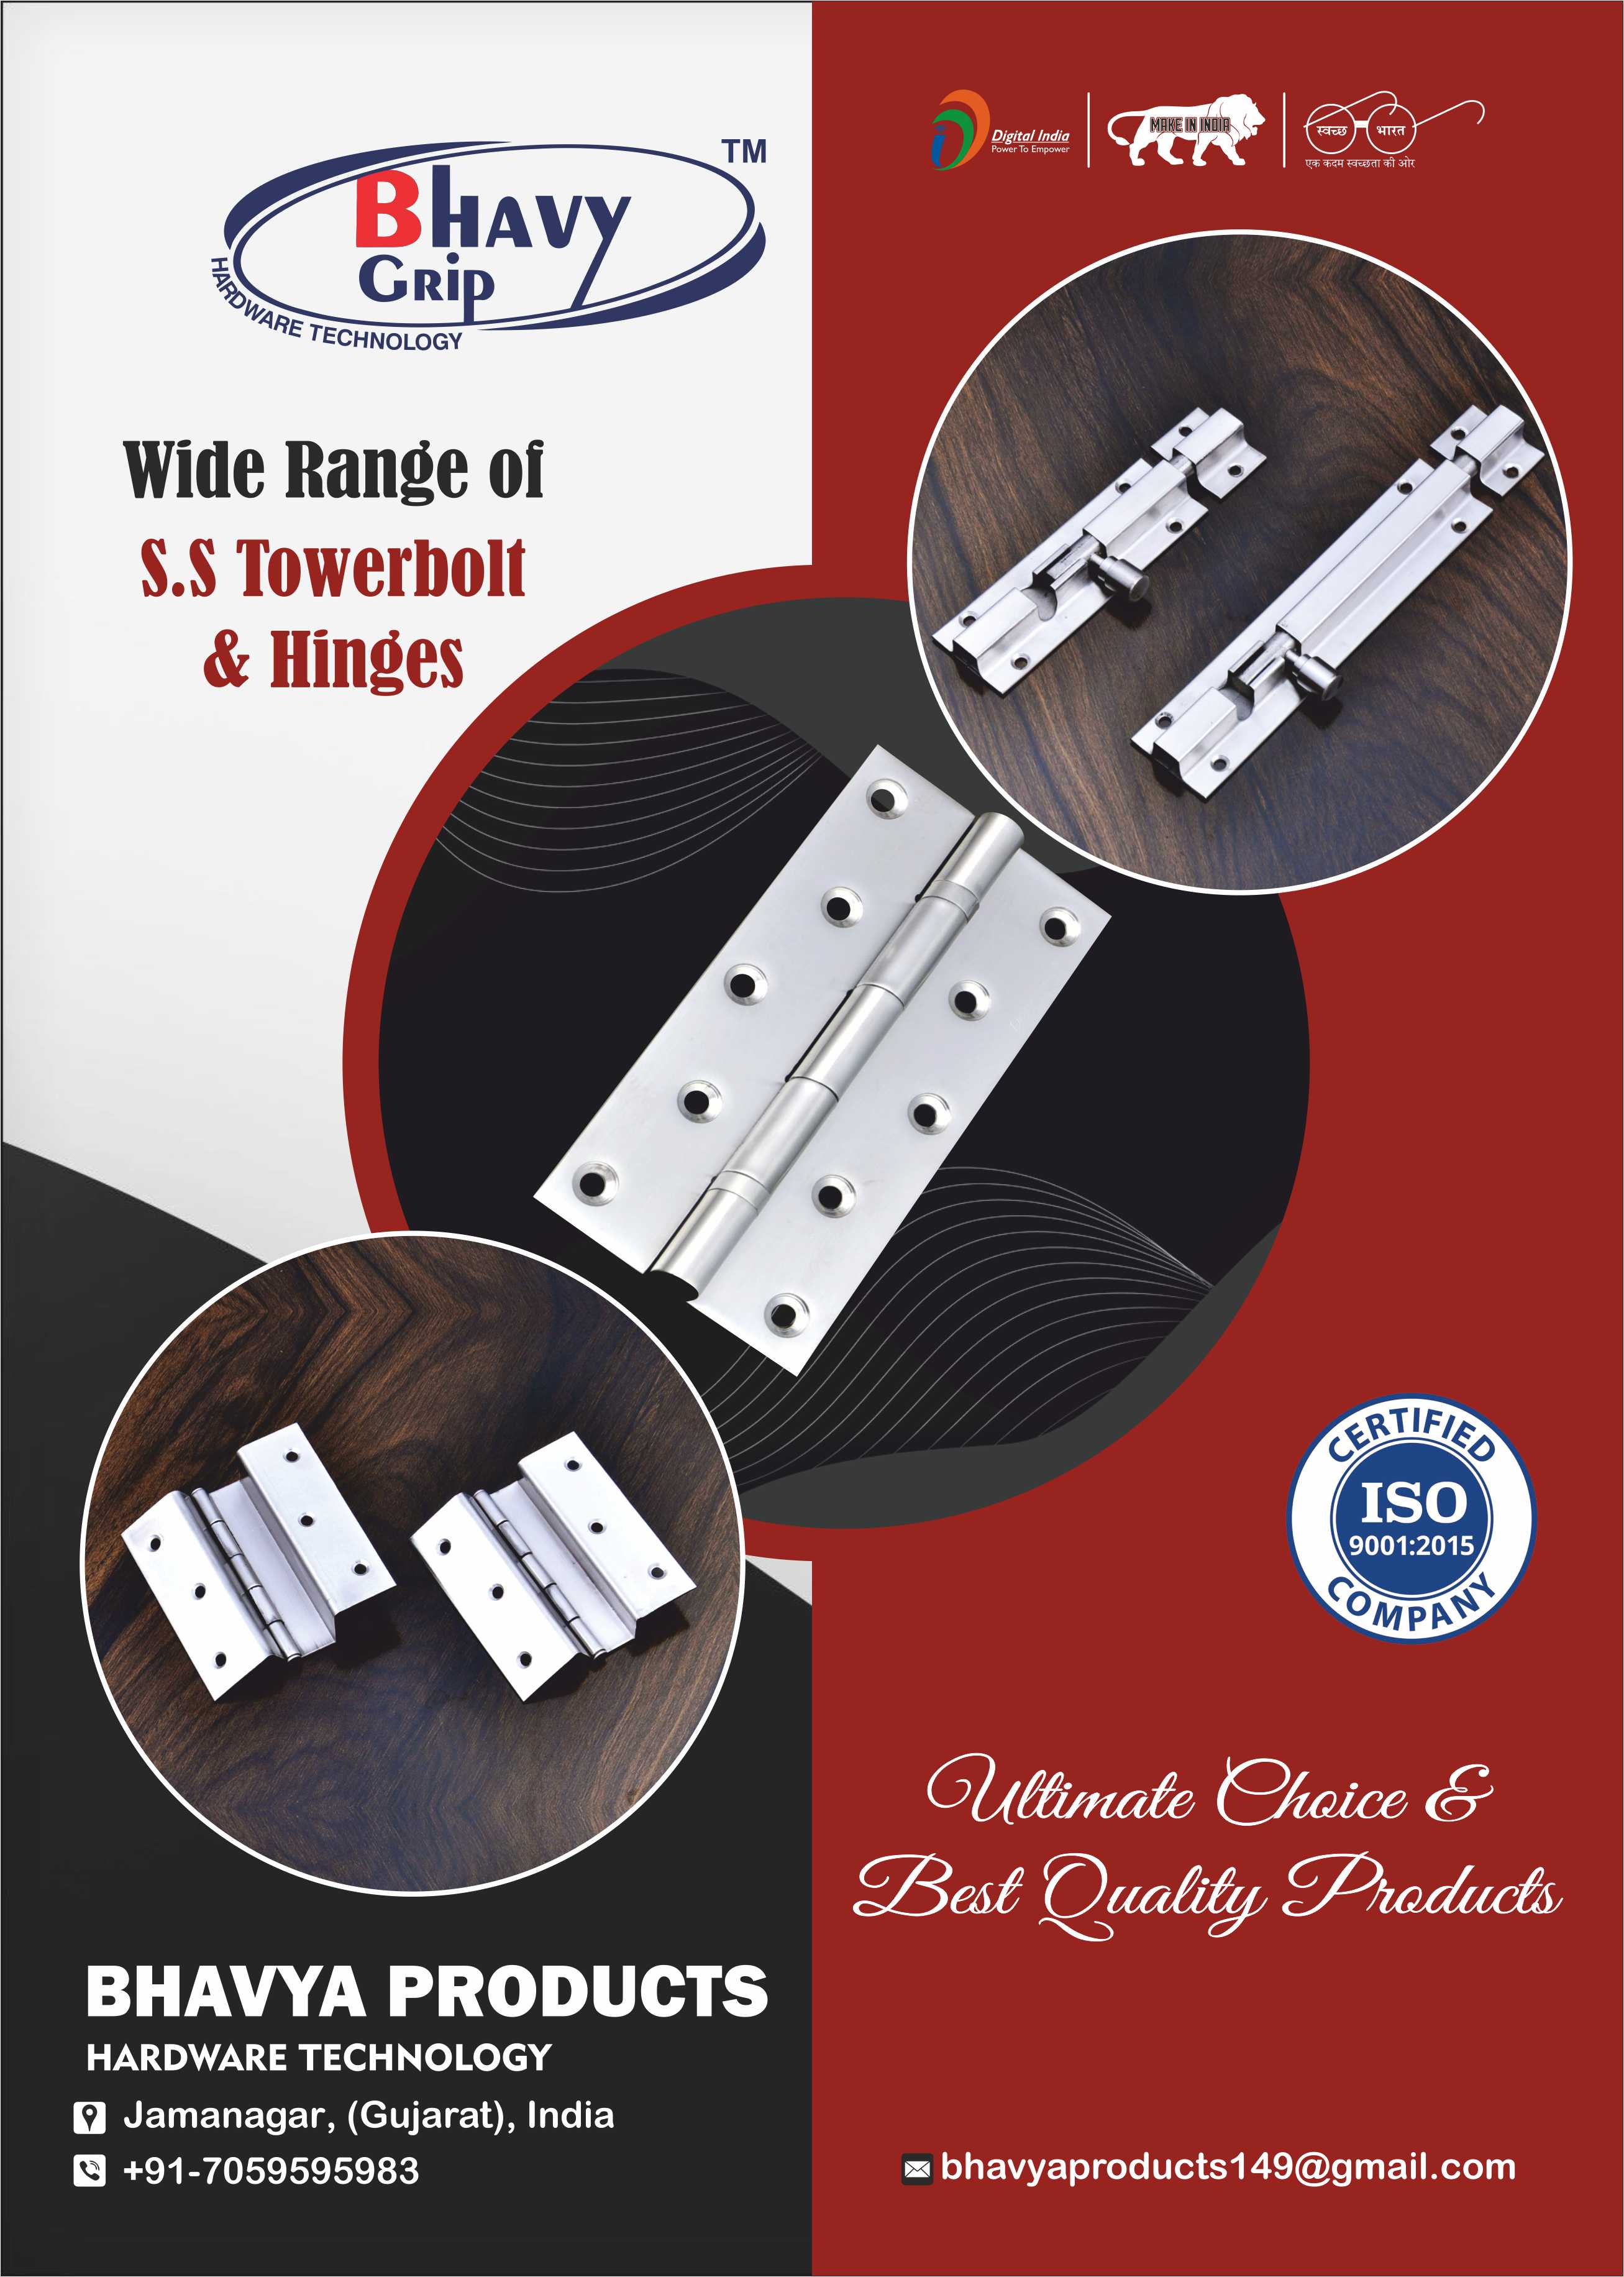 TM
BHAVY
GRIP
HARDWARE TECHNOLOGY
Digital India
Power To Empower
MAKE IN INDIA
स्वच्छ भारत
एक कदम स्वच्छता की ओर
Wide Range of
S.S Towerbolt
& Hinges
CERTIFIED
ISO
9001:2015
COMPANY
Ultimate Choice &
Best Quality Products
BHAVYA PRODUCTS
HARDWARE TECHNOLOGY
Jamanagar, (Gujarat), India
+91-7059595983
bhavyaproducts149@gmail.com